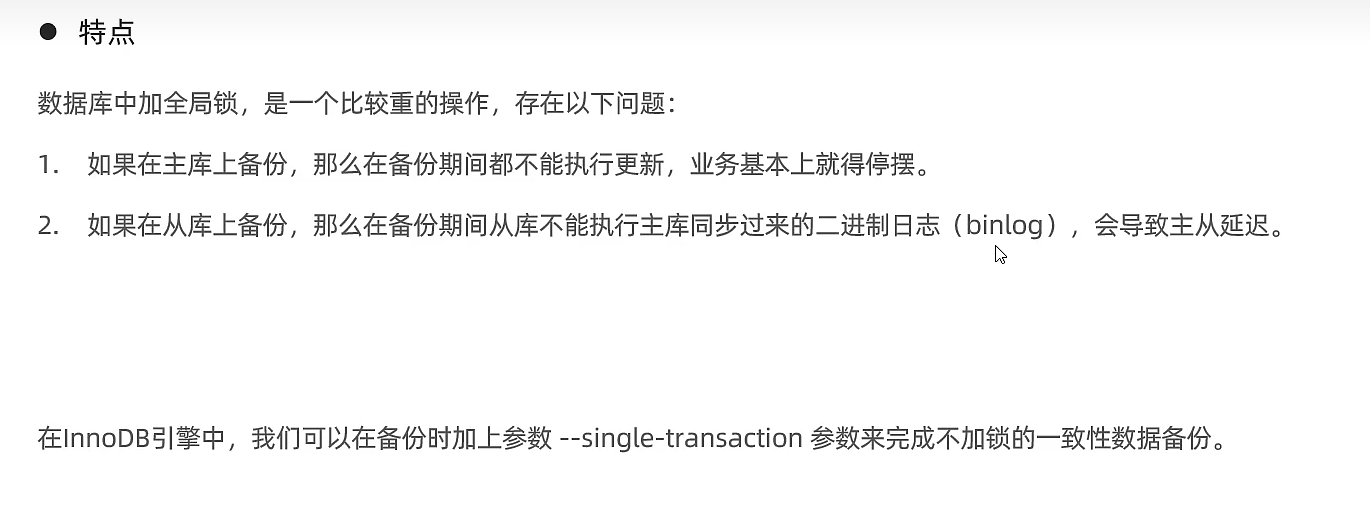 ● 特点
数据库中加全局锁，是一个比较重的操作，存在以下问题：
1. 如果在主库上备份，那么在备份期间都不能执行更新，业务基本上就得停摆。
2. 如果在从库上备份，那么在备份期间从库不能执行主库同步过来的二进制日志（binlog），会导致主从延迟。
在InnoDB引擎中，我们可以在备份时加上参数 --single-transaction 参数来完成不加锁的一致性数据备份。